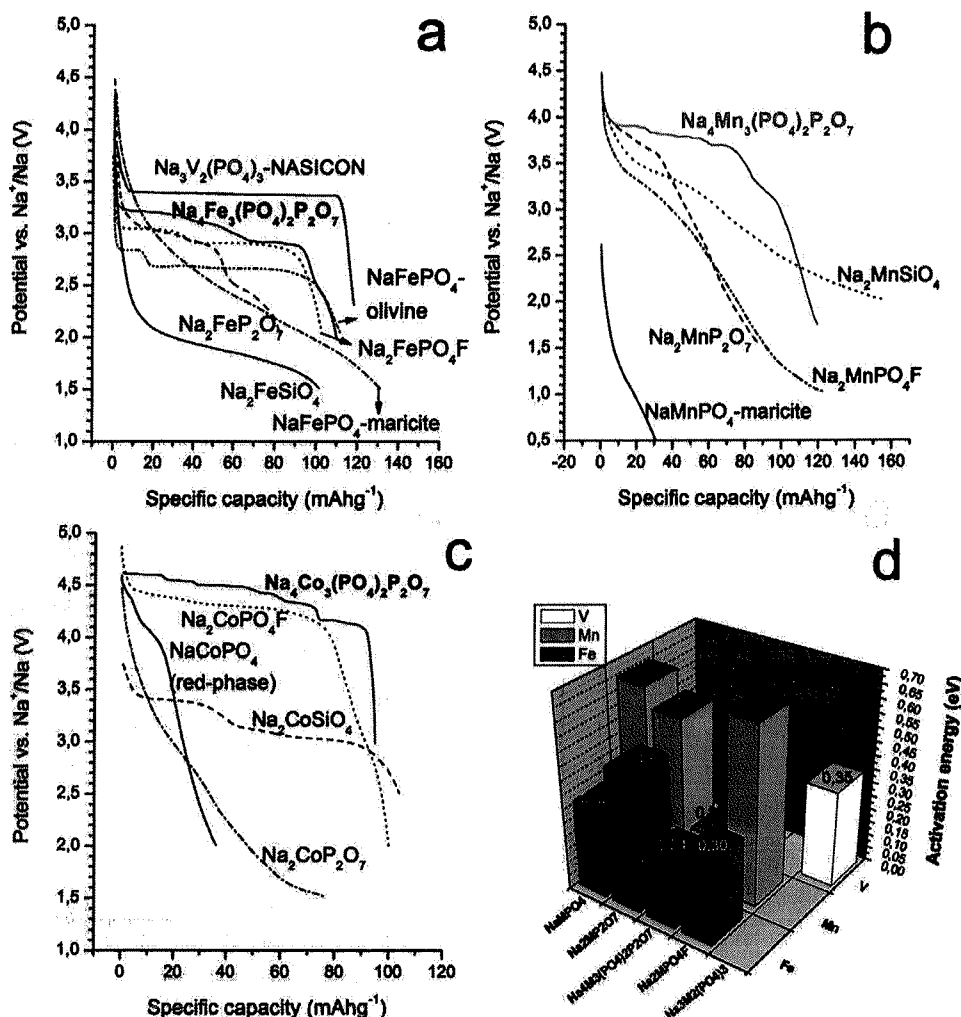 a
5,0
4,5
4,0
3,5
3,0
2,5
2,0
1,5
1,0
Potential vs. Na⁺/Na (V)
Na₃V₂(PO₄)₃-NASICON
Na₄Fe₃(PO₄)₂P₂O₇
NaFePO₄-
olivine
Na₂FeP₂O₇
Na₂FePO₄F
Na₂FeSiO₄
NaFePO₄-maricite
0 20 40 60 80 100 120 140 160
Specific capacity (mAhg⁻¹)
b
5,0
4,5
4,0
3,5
3,0
2,5
2,0
1,5
1,0
0,5
Potential vs. Na⁺/Na (V)
Na₄Mn₃(PO₄)₂P₂O₇
Na₂MnSiO₄
Na₂MnP₂O₇
Na₂MnPO₄F
NaMnPO₄-maricite
-20 0 20 40 60 80 100 120 140 160
Specific capacity (mAhg⁻¹)
c
5,0
4,5
4,0
3,5
3,0
2,5
2,0
1,5
1,0
Potential vs. Na⁺/Na (V)
Na₄Co₃(PO₄)₂P₂O₇
Na₂CoPO₄F
NaCoPO₄
(red-phase)
Na₂CoSiO₄
Na₂CoP₂O₇
0 20 40 60 80 100 120
Specific capacity (mAhg⁻¹)
d
V
Mn
Fe
0,70
0,65
0,60
0,55
0,50
0,45
0,40
0,35
0,30
0,25
0,20
0,15
0,10
0,05
0,00
Activation energy (eV)
0,35
0,30
V
Mn
Fe
NaMPO4
Na2MP2O7
Na4M3(PO4)2P2O7
Na2MPO4F
Na3M2(PO4)3